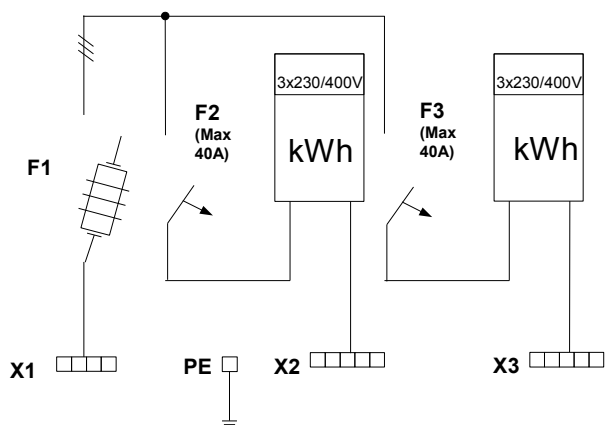 3x230/400V
3x230/400V
F2
(Max
40A)
F3
(Max
40A)
kWh
kWh
F1
X1
PE
X2
X3